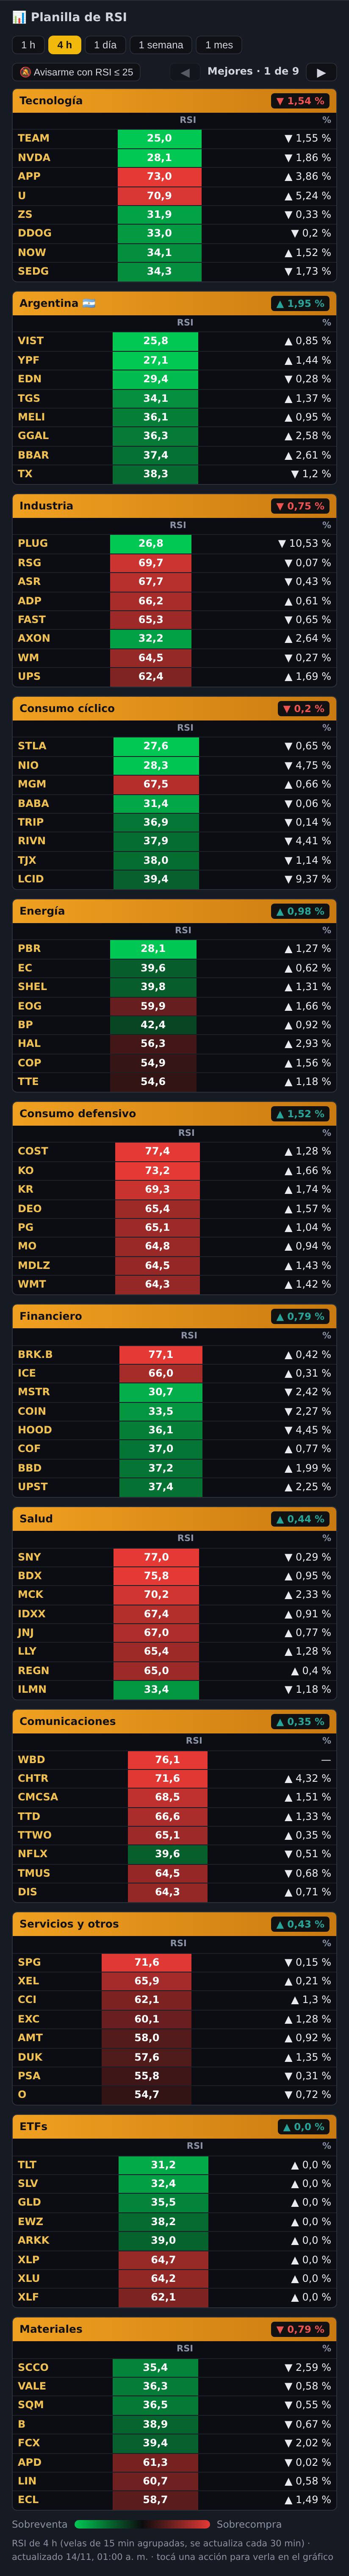 📊 Planilla de RSI
1 h 4 h 1 día 1 semana 1 mes
🔕 Avisarme con RSI ≤ 25 ◀ Mejores · 1 de 9 ▶
Tecnología ▼ 1,54 %
RSI %
TEAM 25,0 ▼ 1,55 %
NVDA 28,1 ▼ 1,86 %
APP 73,0 ▲ 3,86 %
U 70,9 ▲ 5,24 %
ZS 31,9 ▼ 0,33 %
DDOG 33,0 ▼ 0,2 %
NOW 34,1 ▲ 1,52 %
SEDG 34,3 ▼ 1,73 %
Argentina 🇦🇷 ▲ 1,95 %
RSI %
VIST 25,8 ▲ 0,85 %
YPF 27,1 ▲ 1,44 %
EDN 29,4 ▼ 0,28 %
TGS 34,1 ▲ 1,37 %
MELI 36,1 ▲ 0,95 %
GGAL 36,3 ▲ 2,58 %
BBAR 37,4 ▲ 2,61 %
TX 38,3 ▼ 1,2 %
Industria ▼ 0,75 %
RSI %
PLUG 26,8 ▼ 10,53 %
RSG 69,7 ▼ 0,07 %
ASR 67,7 ▼ 0,43 %
ADP 66,2 ▲ 0,61 %
FAST 65,3 ▼ 0,65 %
AXON 32,2 ▲ 2,64 %
WM 64,5 ▼ 0,27 %
UPS 62,4 ▲ 1,69 %
Consumo cíclico ▼ 0,2 %
RSI %
STLA 27,6 ▼ 0,65 %
NIO 28,3 ▼ 4,75 %
MGM 67,5 ▲ 0,66 %
BABA 31,4 ▼ 0,06 %
TRIP 36,9 ▼ 0,14 %
RIVN 37,9 ▼ 4,41 %
TJX 38,0 ▼ 1,14 %
LCID 39,4 ▼ 9,37 %
Energía ▲ 0,98 %
RSI %
PBR 28,1 ▲ 1,27 %
EC 39,6 ▲ 0,62 %
SHEL 39,8 ▲ 1,31 %
EOG 59,9 ▲ 1,66 %
BP 42,4 ▲ 0,92 %
HAL 56,3 ▲ 2,93 %
COP 54,9 ▲ 1,56 %
TTE 54,6 ▲ 1,18 %
Consumo defensivo ▲ 1,52 %
RSI %
COST 77,4 ▲ 1,28 %
KO 73,2 ▲ 1,66 %
KR 69,3 ▲ 1,74 %
DEO 65,4 ▲ 1,57 %
PG 65,1 ▲ 1,04 %
MO 64,8 ▲ 0,94 %
MDLZ 64,5 ▲ 1,43 %
WMT 64,3 ▲ 1,42 %
Financiero ▲ 0,79 %
RSI %
BRK.B 77,1 ▲ 0,42 %
ICE 66,0 ▲ 0,31 %
MSTR 30,7 ▼ 2,42 %
COIN 33,5 ▼ 2,27 %
HOOD 36,1 ▼ 4,45 %
COF 37,0 ▲ 0,77 %
BBD 37,2 ▲ 1,99 %
UPST 37,4 ▲ 2,25 %
Salud ▲ 0,44 %
RSI %
SNY 77,0 ▼ 0,29 %
BDX 75,8 ▲ 0,95 %
MCK 70,2 ▲ 2,33 %
IDXX 67,4 ▲ 0,91 %
JNJ 67,0 ▲ 0,77 %
LLY 65,4 ▲ 1,28 %
REGN 65,0 ▲ 0,4 %
ILMN 33,4 ▼ 1,18 %
Comunicaciones ▲ 0,35 %
RSI %
WBD 76,1 —
CHTR 71,6 ▲ 4,32 %
CMCSA 68,5 ▲ 1,51 %
TTD 66,6 ▲ 1,33 %
TTWO 65,1 ▲ 0,35 %
NFLX 39,6 ▼ 0,51 %
TMUS 64,5 ▼ 0,68 %
DIS 64,3 ▲ 0,71 %
Servicios y otros ▲ 0,43 %
RSI %
SPG 71,6 ▼ 0,15 %
XEL 65,9 ▲ 0,21 %
CCI 62,1 ▲ 1,3 %
EXC 60,1 ▲ 1,28 %
AMT 58,0 ▲ 0,92 %
DUK 57,6 ▲ 1,35 %
PSA 55,8 ▼ 0,31 %
O 54,7 ▼ 0,72 %
ETFs ▲ 0,0 %
RSI %
TLT 31,2 ▲ 0,0 %
SLV 32,4 ▲ 0,0 %
GLD 35,5 ▲ 0,0 %
EWZ 38,2 ▲ 0,0 %
ARKK 39,0 ▲ 0,0 %
XLP 64,7 ▲ 0,0 %
XLU 64,2 ▲ 0,0 %
XLF 62,1 ▲ 0,0 %
Materiales ▼ 0,79 %
RSI %
SCCO 35,4 ▼ 2,59 %
VALE 36,3 ▼ 0,58 %
SQM 36,5 ▼ 0,55 %
B 38,9 ▼ 0,67 %
FCX 39,4 ▼ 2,02 %
APD 61,3 ▼ 0,02 %
LIN 60,7 ▲ 0,58 %
ECL 58,7 ▲ 1,49 %
Sobreventa Sobrecompra
RSI de 4 h (velas de 15 min agrupadas, se actualiza cada 30 min) ·
actualizado 14/11, 01:00 a. m. · tocá una acción para verla en el gráfico